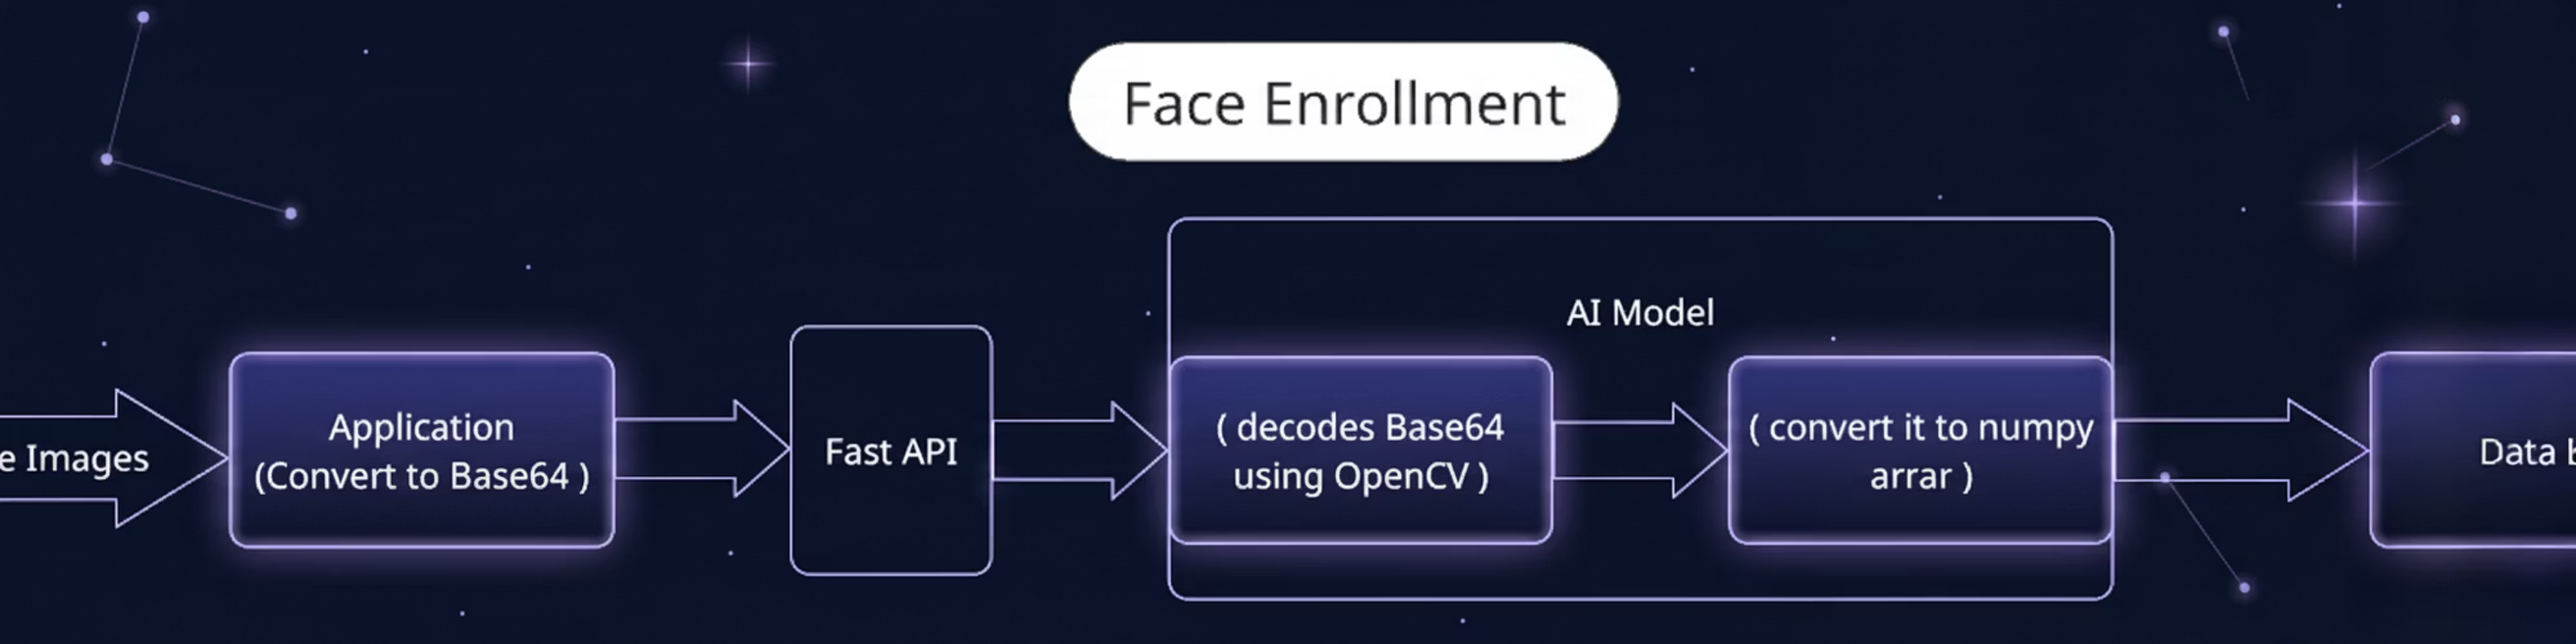 Face Enrollment
AI Model
e Images
Application
(Convert to Base64 )
Fast API
( decodes Base64
using OpenCV )
( convert it to numpy
arrar )
Data